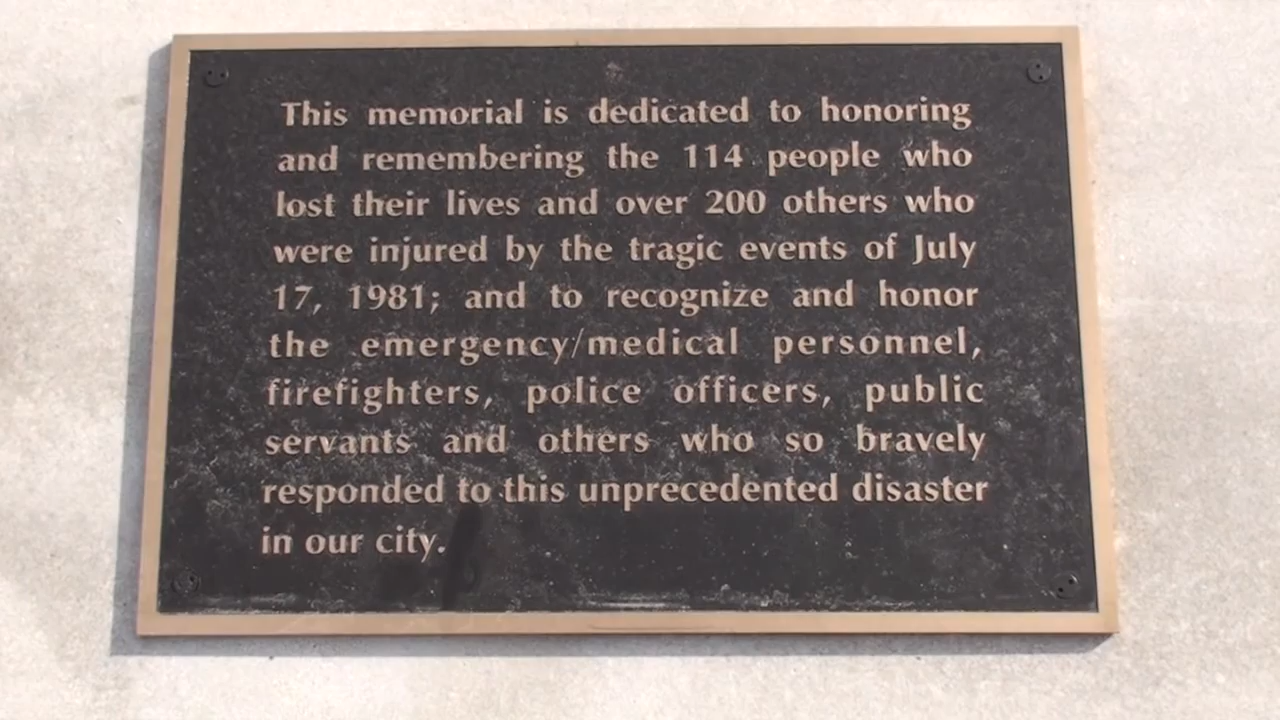 This memorial is dedicated to honoring
and remembering the 114 people who
lost their lives and over 200 others who
were injured by the tragic events of July
17, 1981; and to recognize and honor
the emergency/medical personnel,
firefighters, police officers, public
servants and others who so bravely
responded to this unprecedented disaster
in our city.